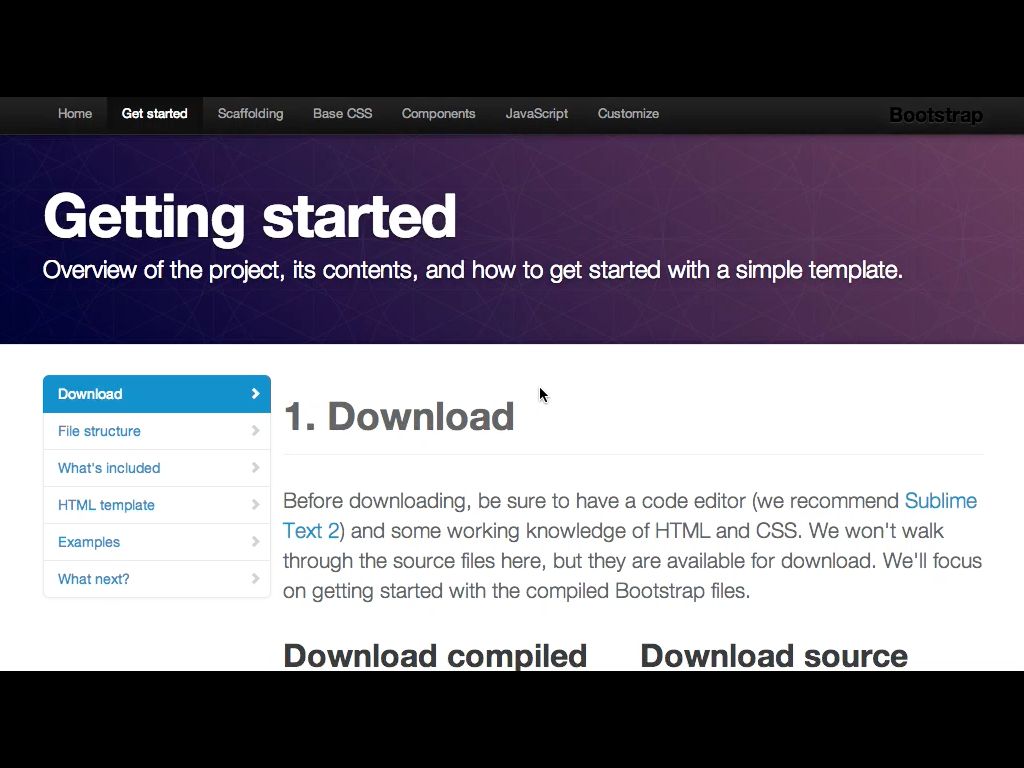 Home Get started Scaffolding Base CSS Components JavaScript Customize Bootstrap
Getting started
Overview of the project, its contents, and how to get started with a simple template.
Download
File structure
What's included
HTML template
Examples
What next?
1. Download
Before downloading, be sure to have a code editor (we recommend Sublime
Text 2) and some working knowledge of HTML and CSS. We won't walk
through the source files here, but they are available for download. We'll focus
on getting started with the compiled Bootstrap files.
Download compiled Download source